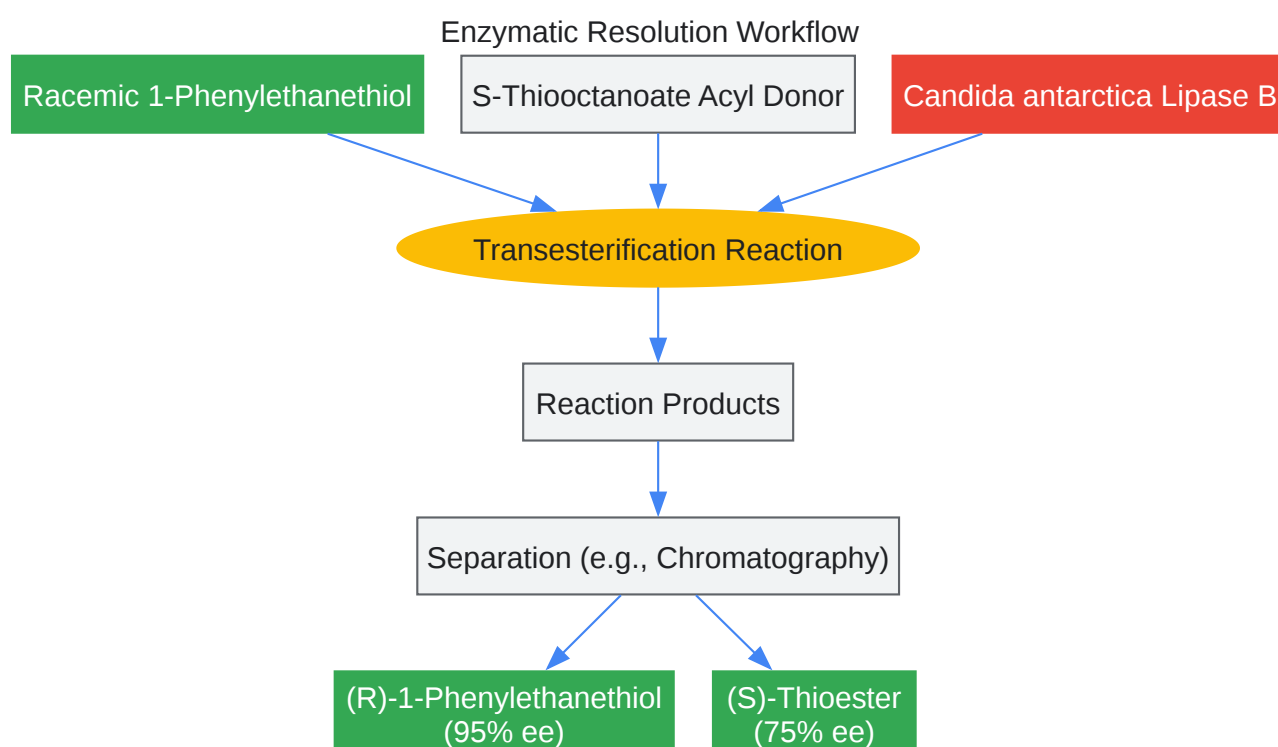 Enzymatic Resolution Workflow
Racemic 1-Phenylethanethiol
S-Thiooctanoate Acyl Donor
Candida antarctica Lipase B
Transesterification Reaction
Reaction Products
Separation (e.g., Chromatography)
(R)-1-Phenylethanethiol
(95% ee)
(S)-Thioester
(75% ee)